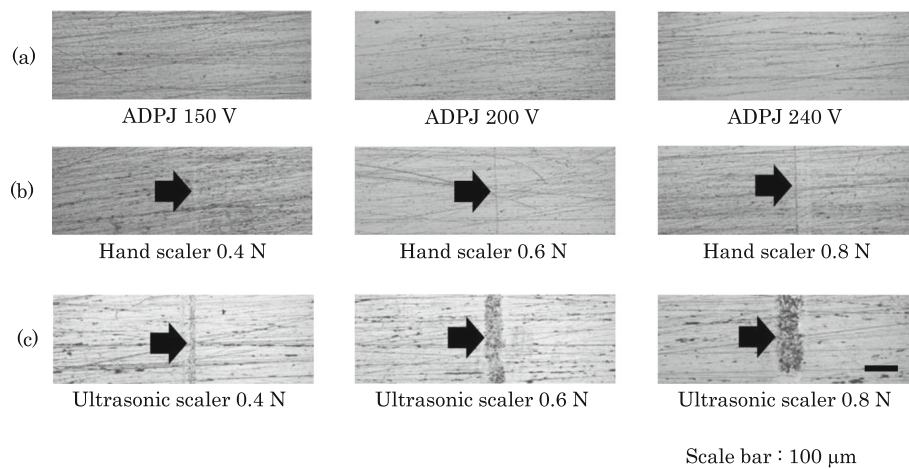 (a)
ADPJ 150 V ADPJ 200 V ADPJ 240 V
(b)
Hand scaler 0.4 N Hand scaler 0.6 N Hand scaler 0.8 N
(c)
Ultrasonic scaler 0.4 N Ultrasonic scaler 0.6 N Ultrasonic scaler 0.8 N
Scale bar : 100 μm